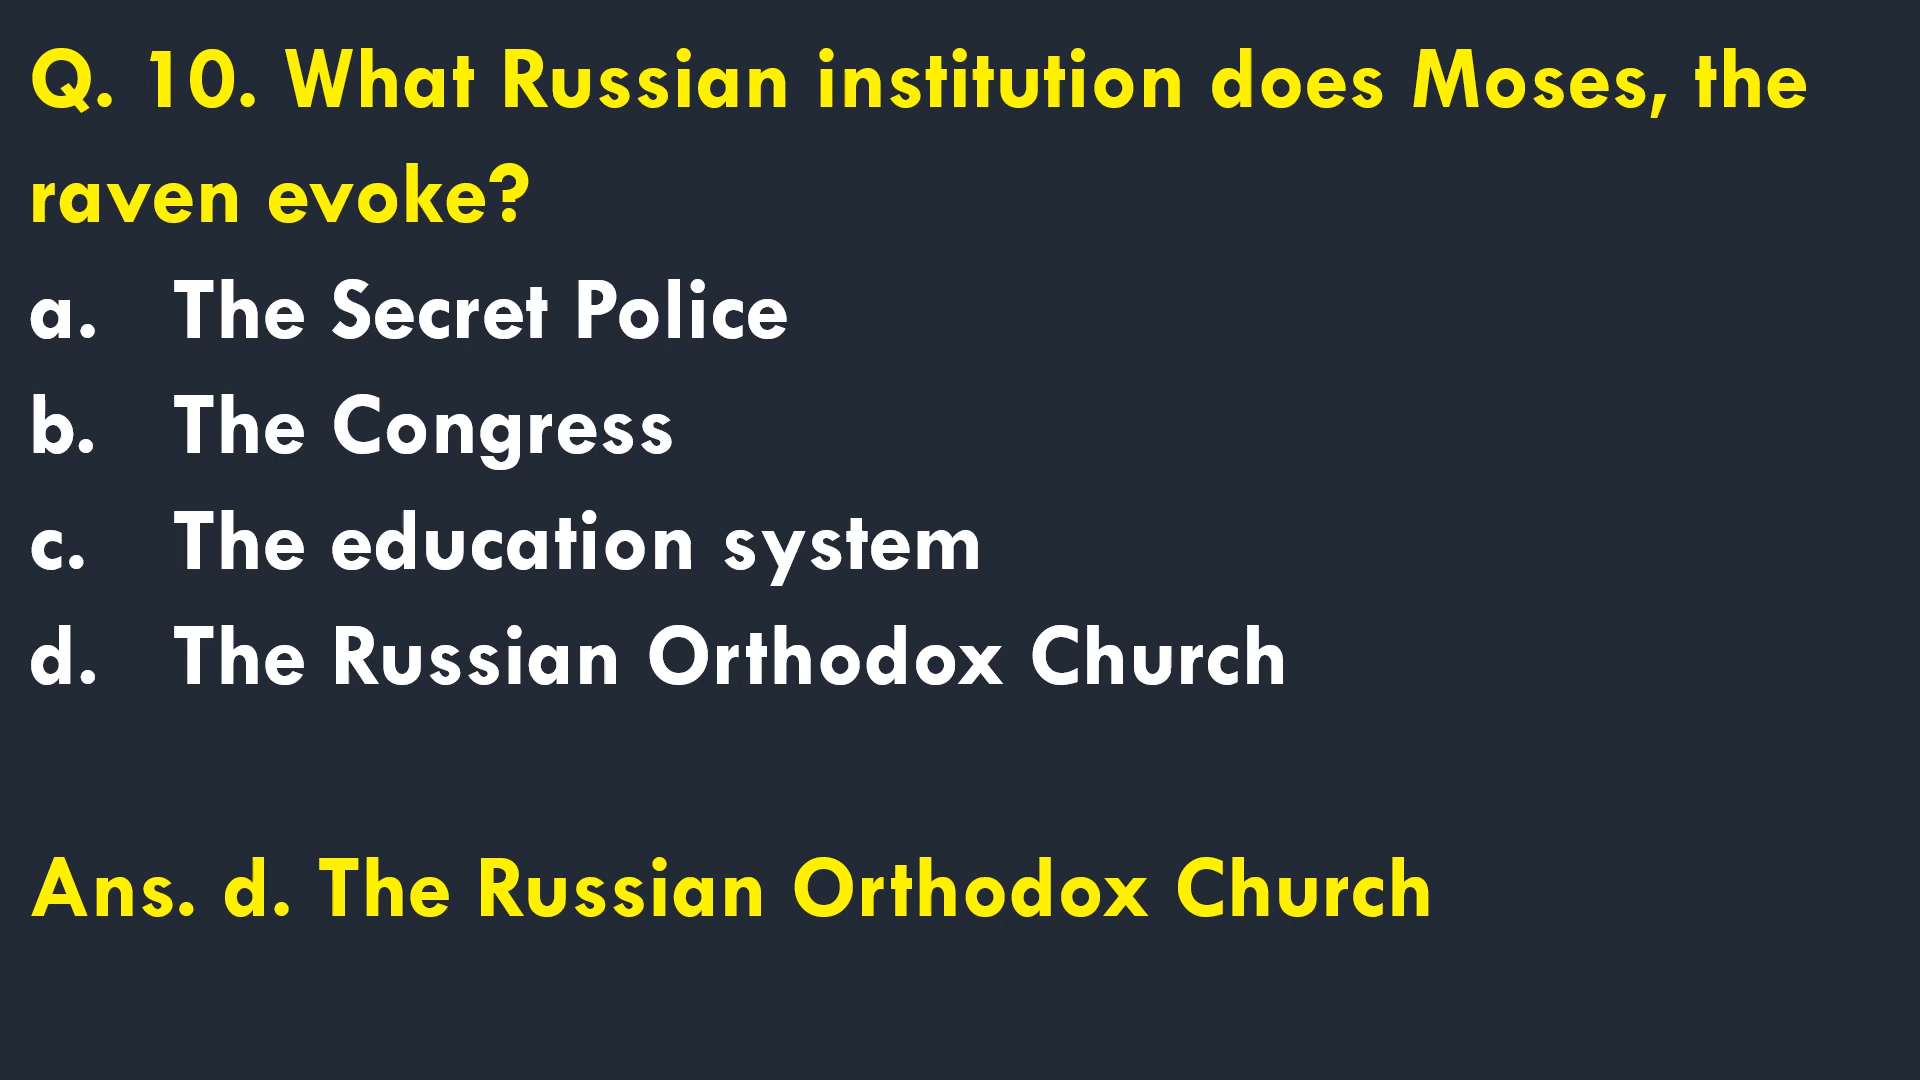 Q. 10. What Russian institution does Moses, the
raven evoke?
a. The Secret Police
b. The Congress
c. The education system
d. The Russian Orthodox Church
Ans. d. The Russian Orthodox Church